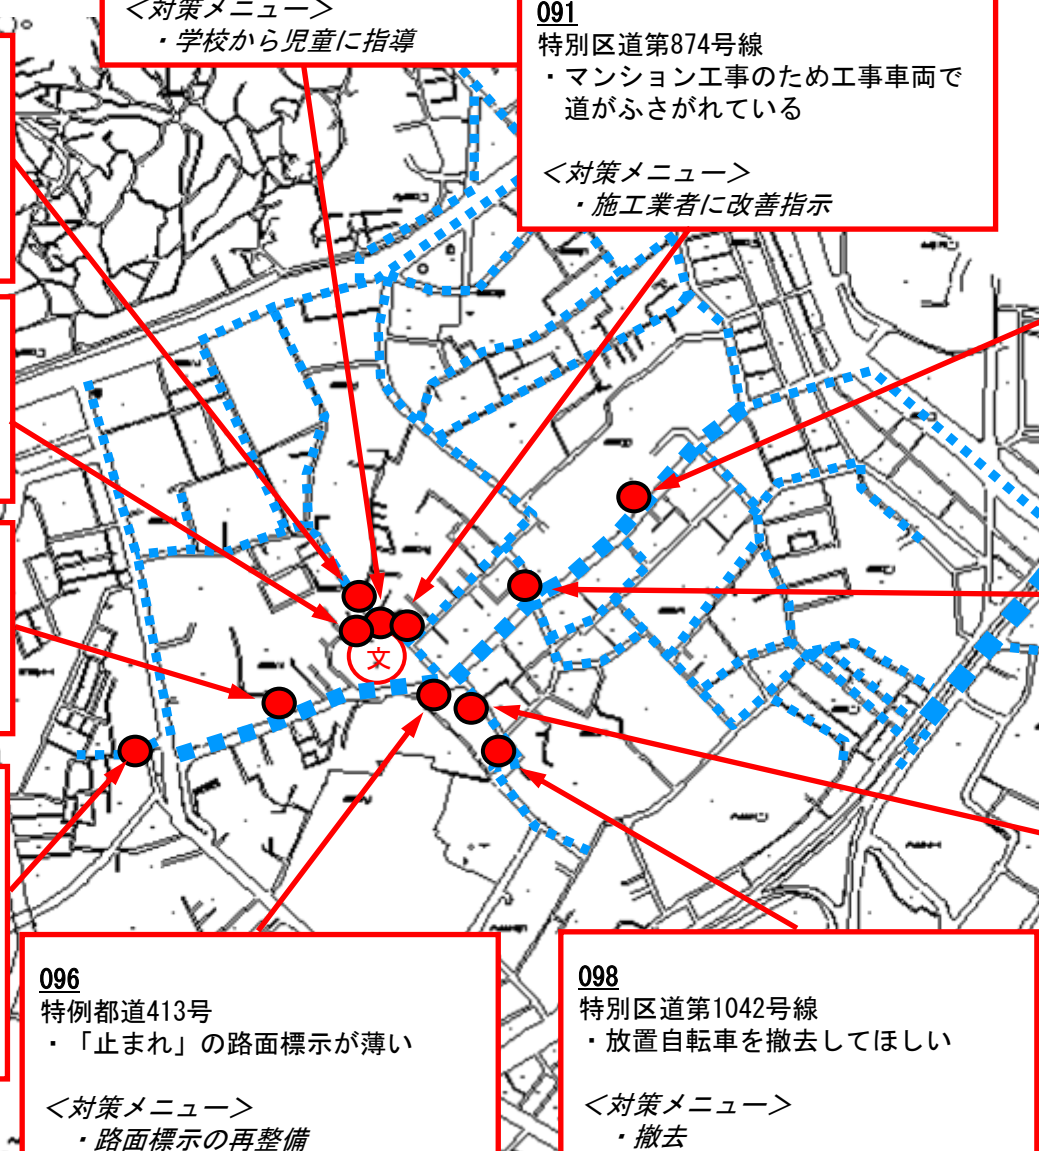 ＜対策メニュー＞
・学校から児童に指導
091
特別区道第874号線
・マンション工事のため工事車両で
道がふさがれている
＜対策メニュー＞
・施工業者に改善指示
文
096
特例都道413号
・「止まれ」の路面標示が薄い
＜対策メニュー＞
・路面標示の再整備
098
特別区道第1042号線
・放置自転車を撤去してほしい
＜対策メニュー＞
・撤去